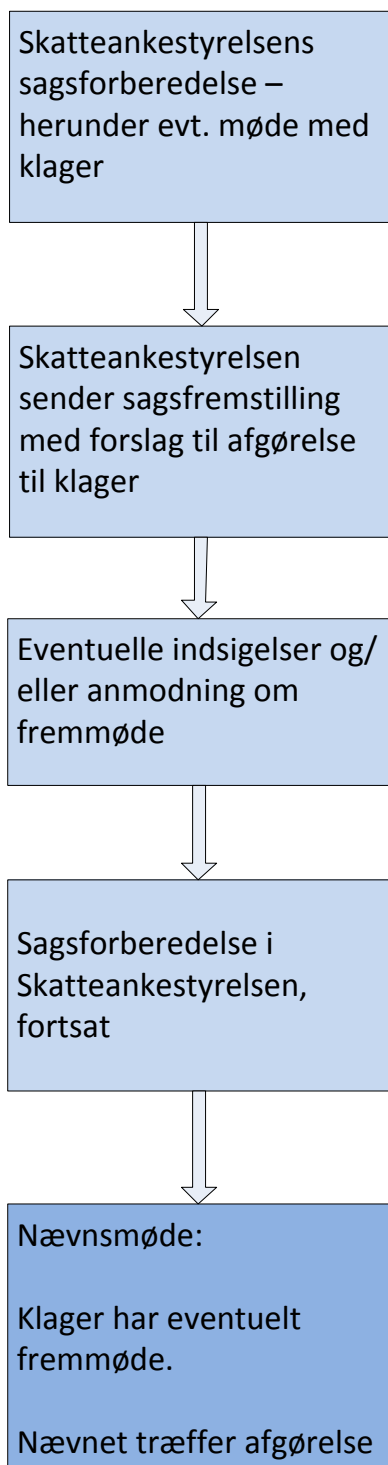 Skatteankestyrelsens
sagsforberedelse –
herunder evt. møde med
klager
Skatteankestyrelsen
sender sagsfremstilling
med forslag til afgørelse
til klager
Eventuelle indsigelser og/
eller anmodning om
fremmøde
Sagsforberedelse i
Skatteankestyrelsen,
fortsat
Nævnsmøde:
Klager har eventuelt
fremmøde.
Nævnet træffer afgørelse